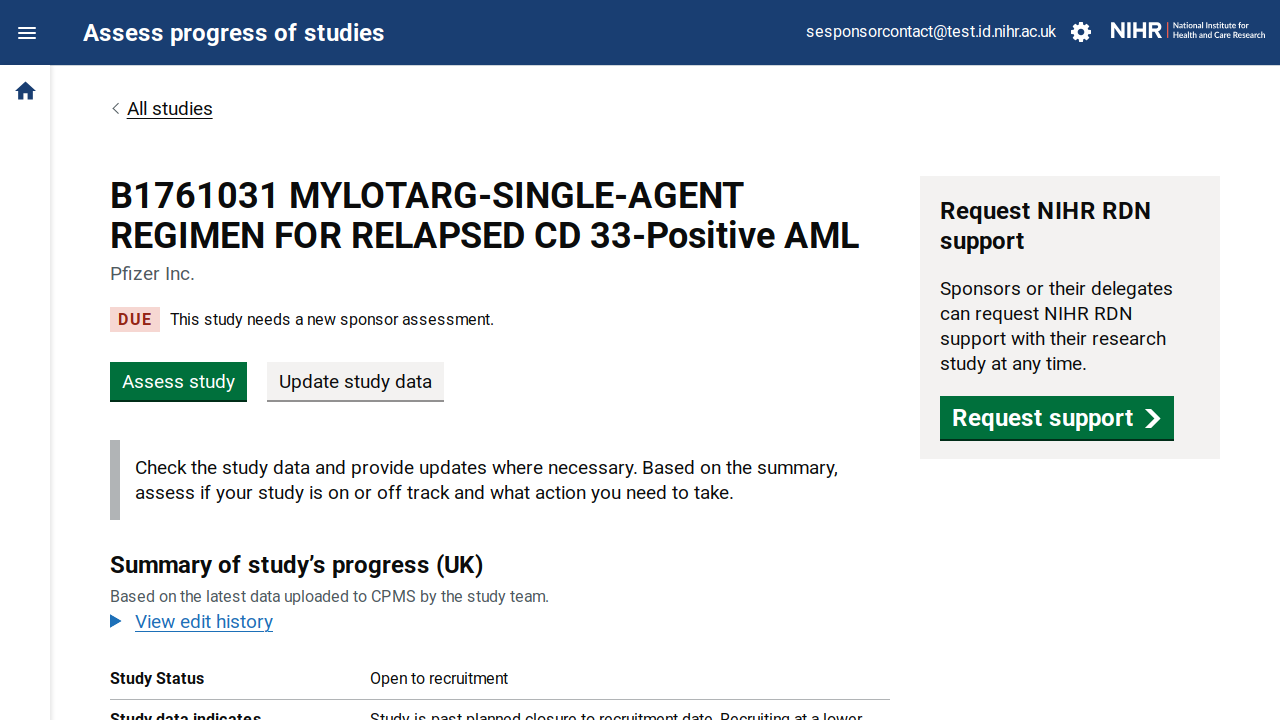 Assess progress of studies
sesponsorcontact@test.id.nihr.ac.uk
NIHR
National Institute for
Health and Care Research
All studies
B1761031 MYLOTARG-SINGLE-AGENT
REGIMEN FOR RELAPSED CD 33-Positive AML
Pfizer Inc.
DUE This study needs a new sponsor assessment.
Assess study
Update study data
Check the study data and provide updates where necessary. Based on the summary,
assess if your study is on or off track and what action you need to take.
Summary of study’s progress (UK)
Based on the latest data uploaded to CPMS by the study team.
View edit history
Study Status Open to recruitment
Study data indicates Study is past planned closure to recruitment date, Recruiting at a lower
Request NIHR RDN
support
Sponsors or their delegates
can request NIHR RDN
support with their research
study at any time.
Request support